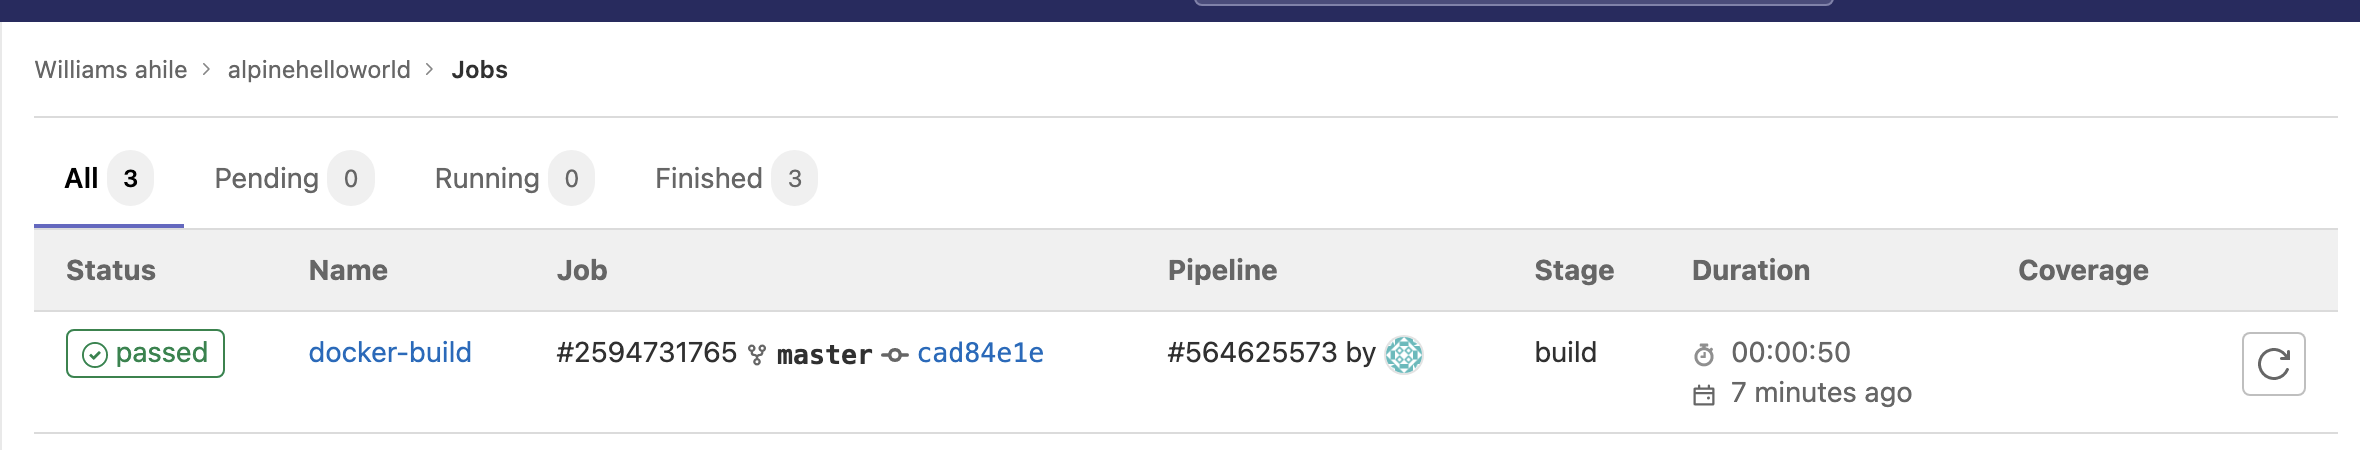 Williams ahile > alpinehelloworld > Jobs
All 3 Pending 0 Running 0 Finished 3
Status Name Job Pipeline Stage Duration Coverage
passed docker-build #2594731765 master cad84e1e #564625573 by build 00:00:50
7 minutes ago